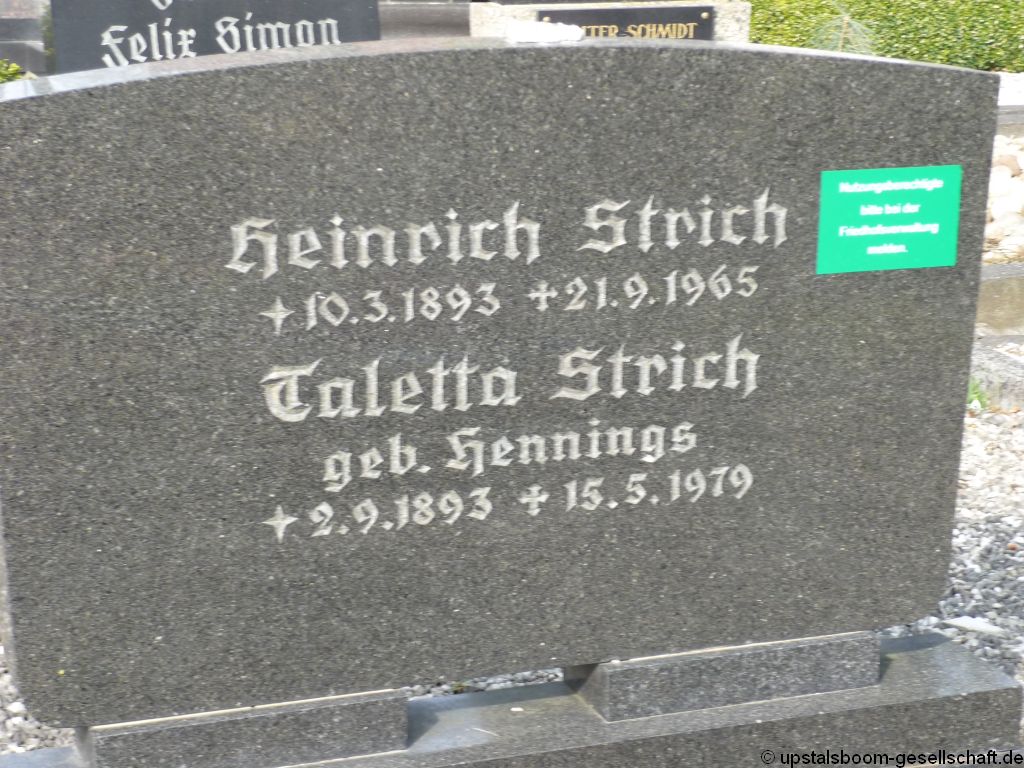 Felix Simon
TTER SCHMIDT
Heinrich Strich
10.3.1893 21.9.1965
Taletta Strich
geb. Hennings
2.9.1893 15.5.1979
Nutzungsberechtigte
bitte bei der
Friedhofsverwaltung
melden.
© upstalsboom-gesellschaft.de